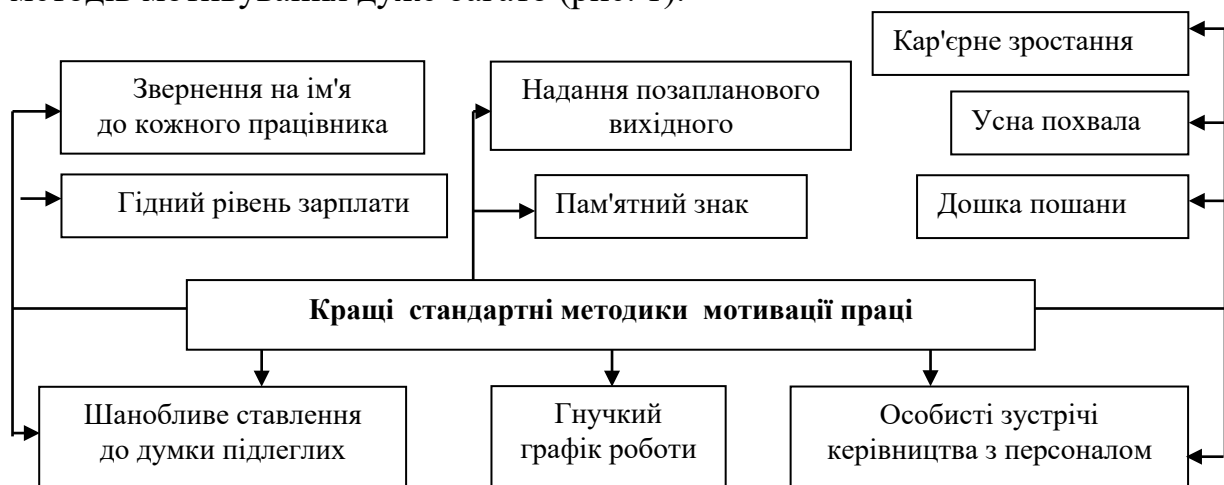 методів мотивування дуже багато (рис. 1).
Кар'єрне зростання
Звернення на ім'я
до кожного працівника
Надання позапланового
вихідного
Усна похвала
Гідний рівень зарплати
Пам'ятний знак
Дошка пошани
Кращі стандартні методики мотивації праці
Шанобливе ставлення
до думки підлеглих
Гнучкий
графік роботи
Особисті зустрічі
керівництва з персоналом